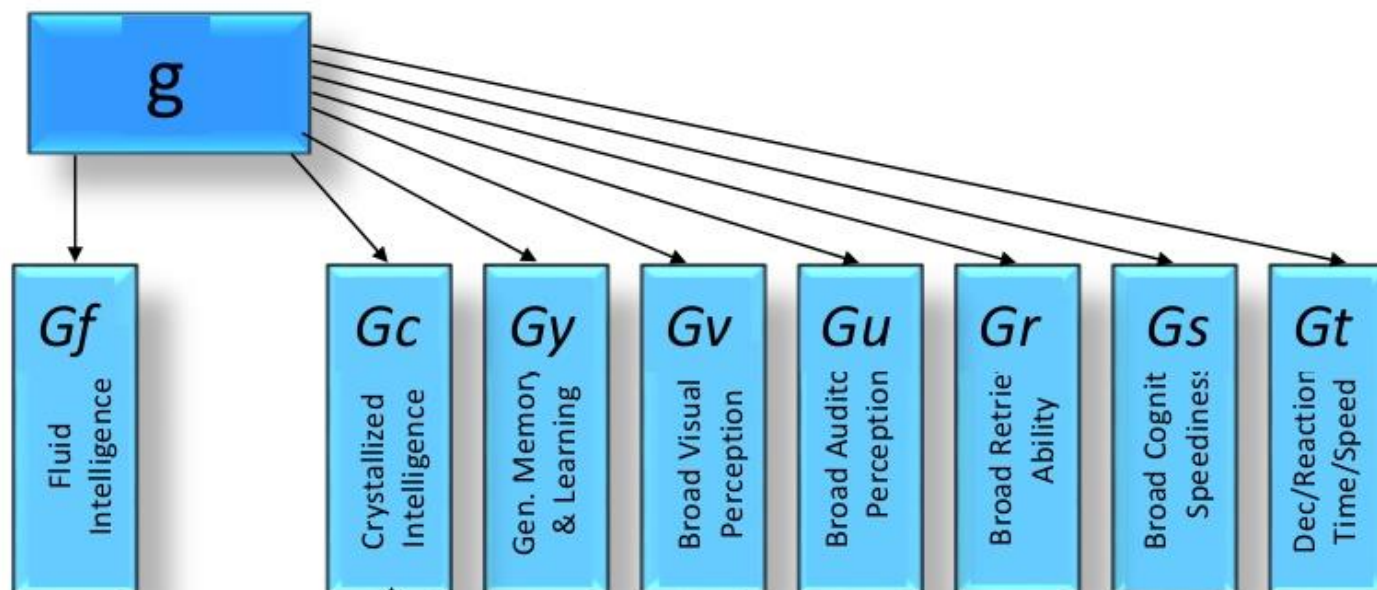 g
Gf
Fluid
Intelligence
Gc
Crystallized
Intelligence
Gy
Gen. Memory
& Learning
Gv
Broad Visual
Perception
Gu
Broad Audito
Perception
Gr
Broad Retrie
Ability
Gs
Broad Cognit
Speediness
Gt
Dec/Reaction
Time/Speed